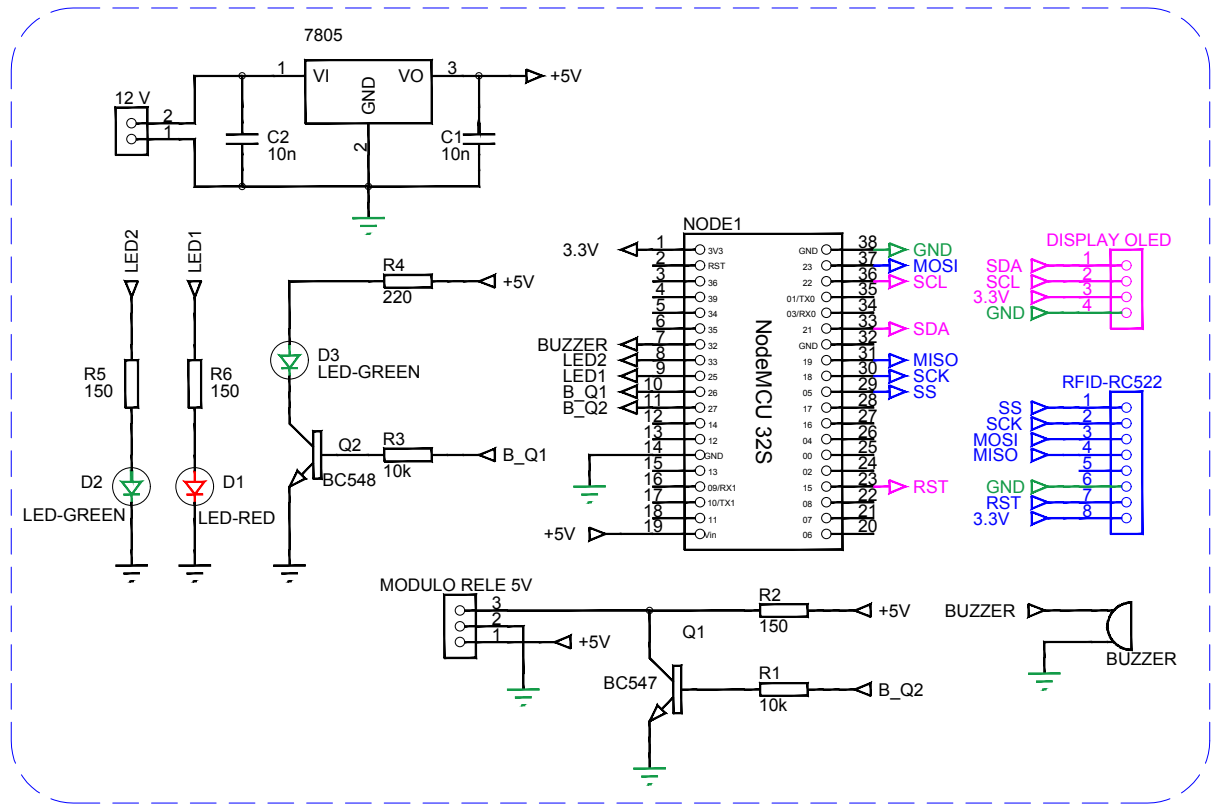 7805
1
VI
VO
3
+5V
GND
2
12 V
2
1
C2
10n
C1
10n
LED2
LED1
R5
150
R6
150
D2
LED-GREEN
D1
LED-RED
R4
220
+5V
D3
LED-GREEN
Q2
BC548
R3
10k
B_Q1
NODE1
NodeMCU 32S
3.3V 1 3V3
2 RST
3 36
4 39
5 34
6 35
BUZZER 7 32
LED2 8 33
LED1 9 25
B_Q1 10 26
B_Q2 11 27
12 14
13 12
14 GND
15 13
16 09/RX1
17 10/TX1
18 11
+5V 19 Vin
GND 38 GND
23 37 MOSI
22 36 SCL
01/TX0 35
03/RX0 34
21 33 SDA
GND 32
19 31 MISO
18 30 SCK
05 29 SS
17 28
16 27
04 26
00 25
02 24
15 23 RST
08 22
07 21
06 20
DISPLAY OLED
SDA 1
SCL 2
3.3V 3
GND 4
RFID-RC522
SS 1
SCK 2
MOSI 3
MISO 4
5
GND 6
RST 7
3.3V 8
MODULO RELE 5V
3
2
1
+5V
R2
150
+5V
Q1
BC547
R1
10k
B_Q2
BUZZER
BUZZER